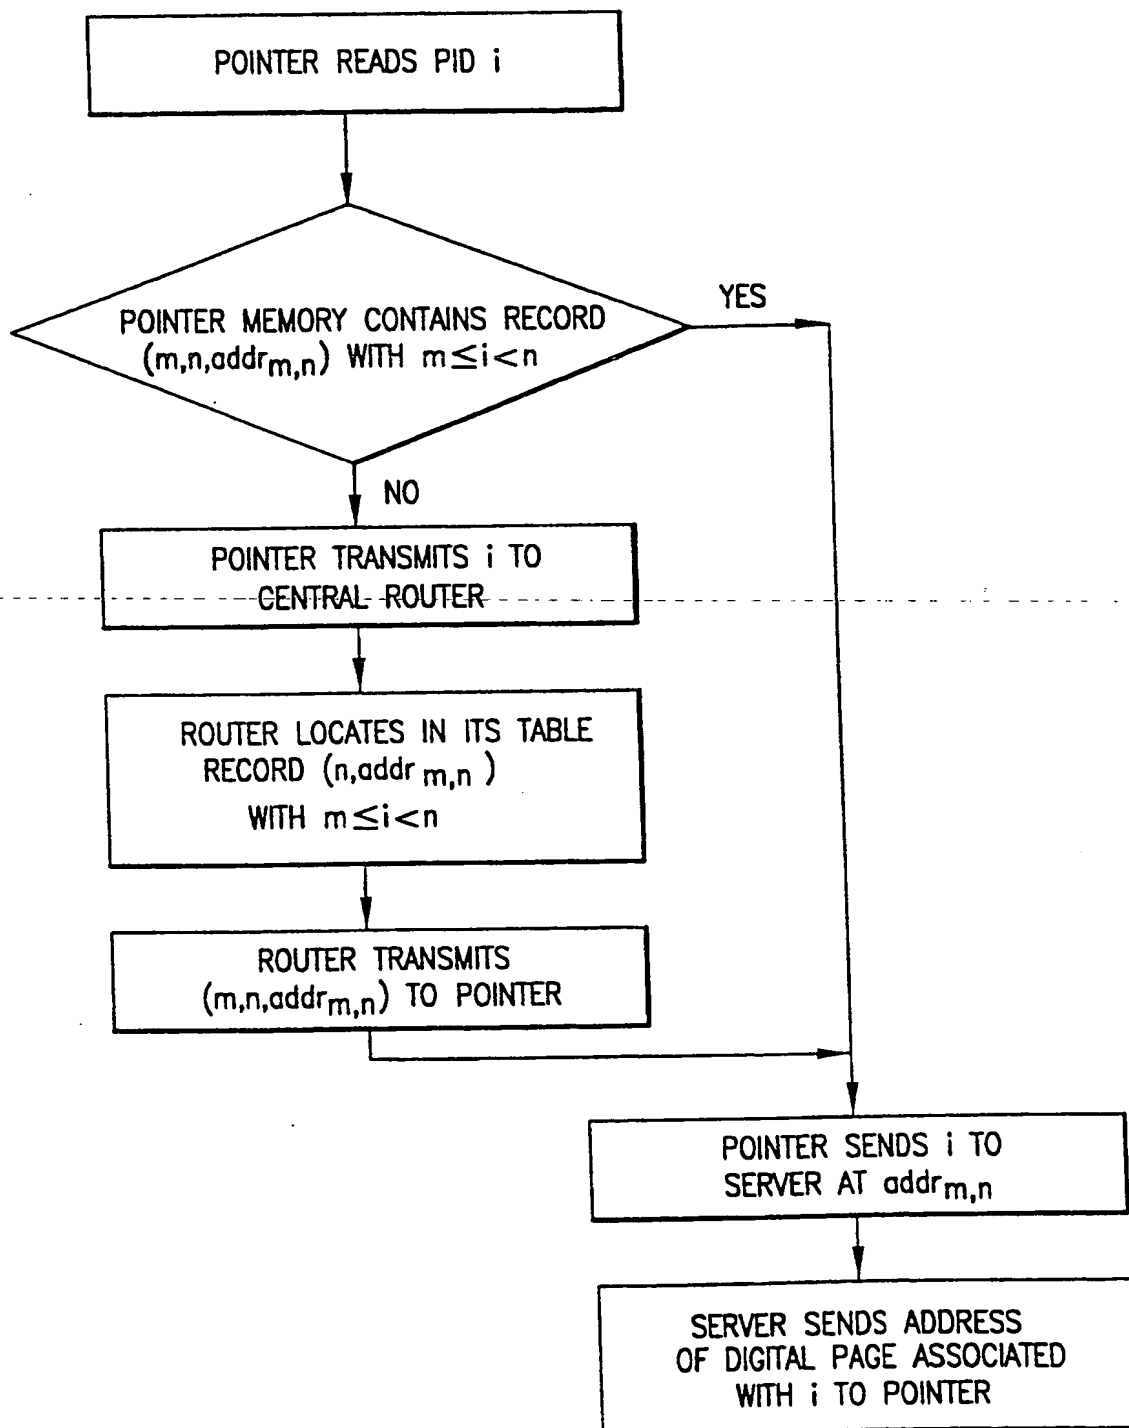 POINTER READS PID i
POINTER MEMORY CONTAINS RECORD
(m,n,addrm,n) WITH m≤i<n
YES
NO
POINTER TRANSMITS i TO
CENTRAL ROUTER
ROUTER LOCATES IN ITS TABLE
RECORD (n,addr m,n )
WITH m≤i<n
ROUTER TRANSMITS
(m,n,addrm,n) TO POINTER
POINTER SENDS i TO
SERVER AT addrm,n
SERVER SENDS ADDRESS
OF DIGITAL PAGE ASSOCIATED
WITH i TO POINTER